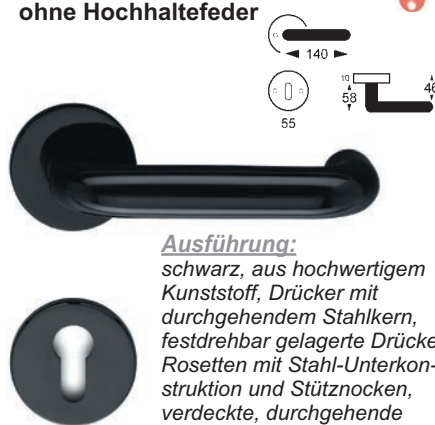 ohne Hochhaltefeder
140
10
58
46
55
Ausführung:
schwarz, aus hochwertigem
Kunststoff, Drücker mit
durchgehendem Stahlkern,
festdrehbar gelagerte Drücke
Rosetten mit Stahl-Unterkon-
struktion und Stütznocken,
verdeckte, durchgehende